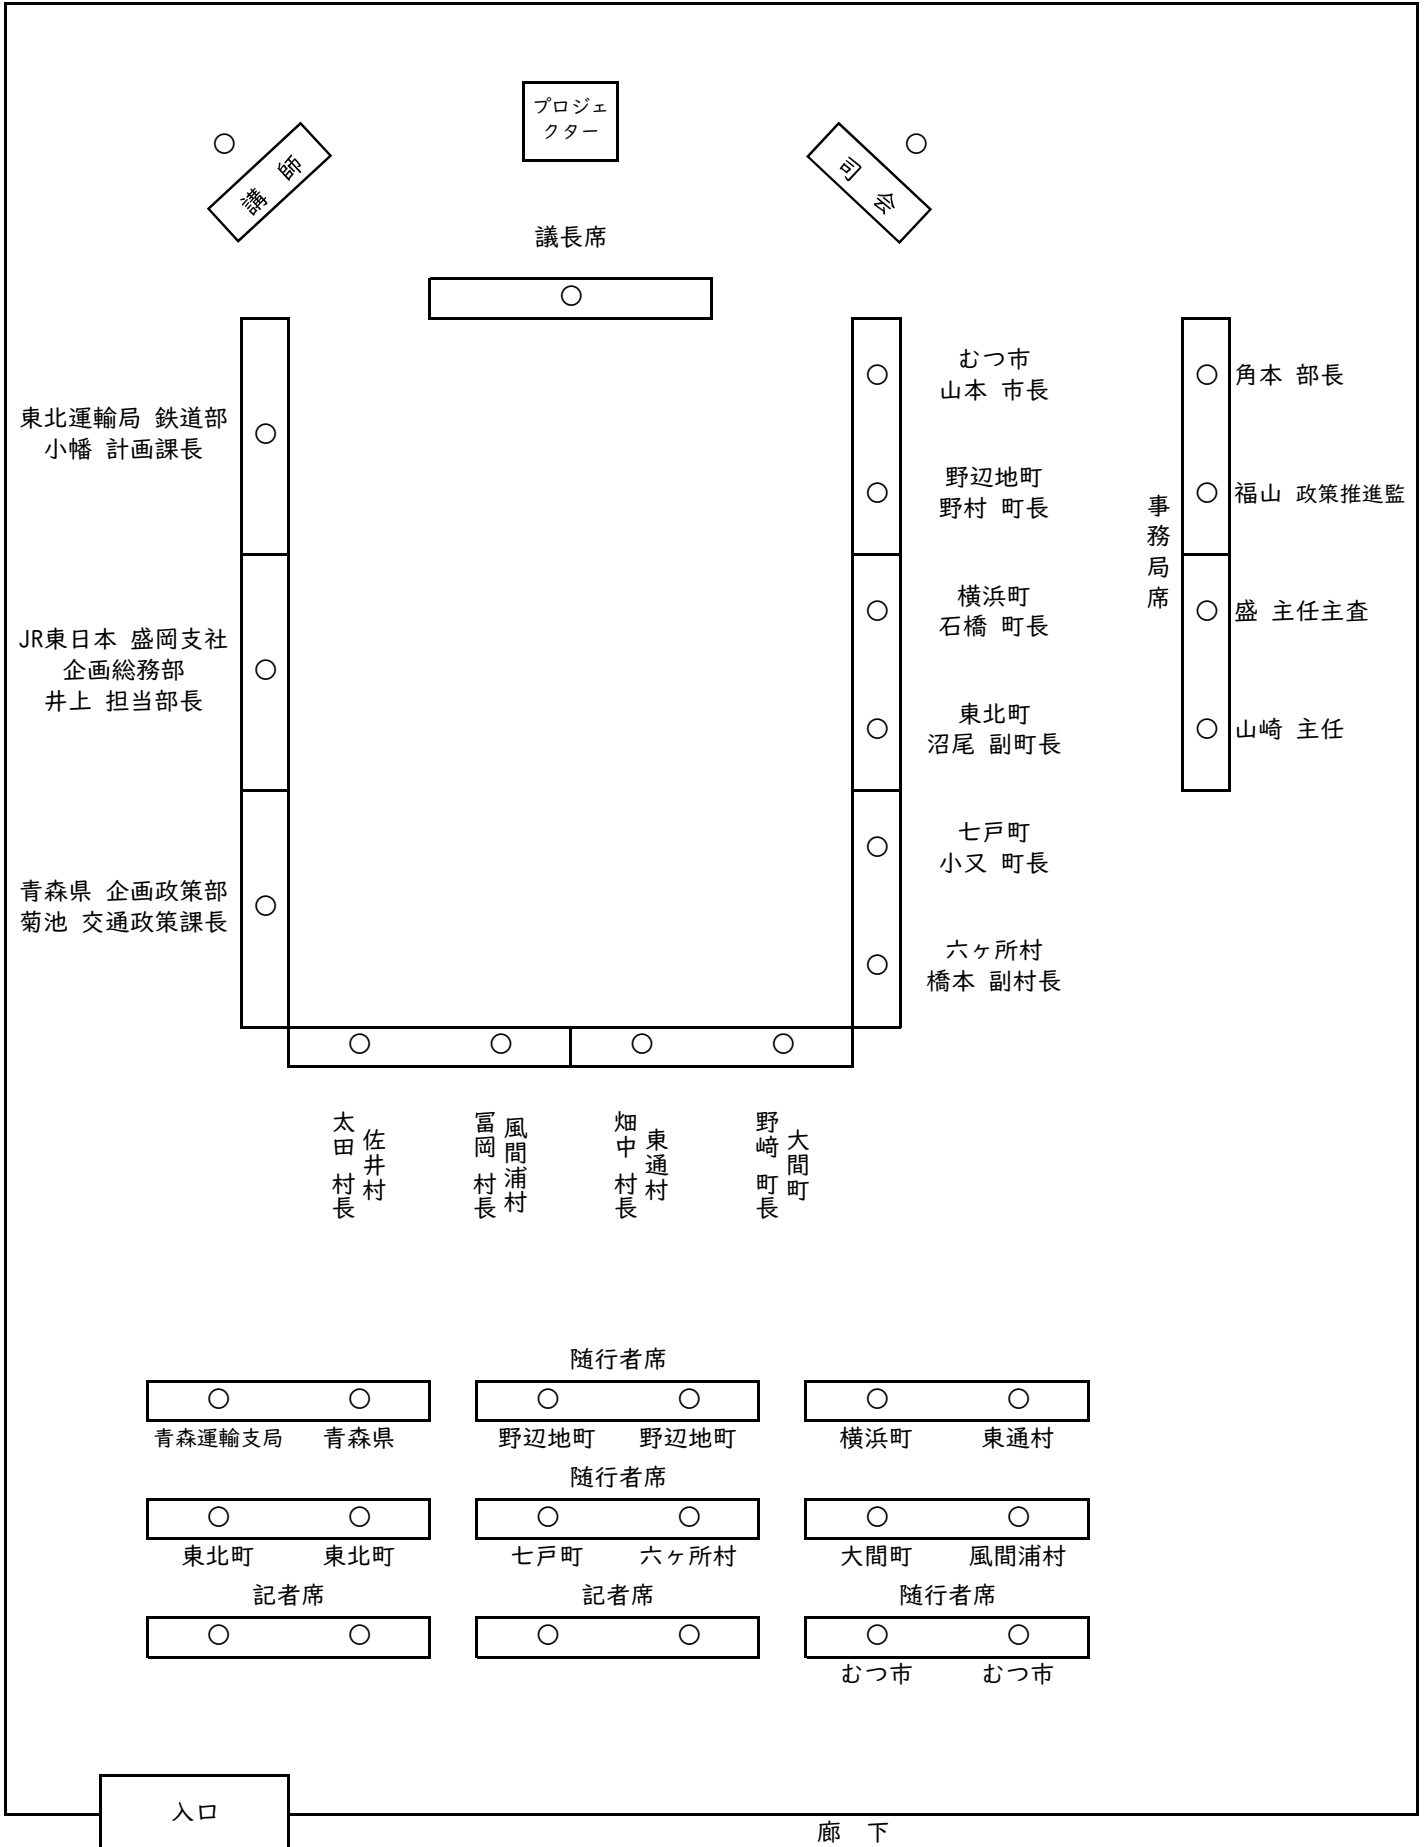 プロジェ
クター
講 師
司 会
議長席
東北運輸局 鉄道部
小幡 計画課長
JR東日本 盛岡支社
企画総務部
井上 担当部長
青森県 企画政策部
菊池 交通政策課長
むつ市
山本 市長
野辺地町
野村 町長
横浜町
石橋 町長
東北町
沼尾 副町長
七戸町
小又 町長
六ヶ所村
橋本 副村長
事務局席
角本 部長
福山 政策推進監
盛 主任主査
山崎 主任
佐井村
太田 村長
風間浦村
冨岡 村長
東通村
畑中 村長
大間町
野﨑 町長
随行者席
青森運輸支局 青森県 野辺地町 野辺地町 横浜町 東通村
随行者席
東北町 東北町 七戸町 六ヶ所村 大間町 風間浦村
記者席 記者席 随行者席
むつ市 むつ市
入口
廊 下